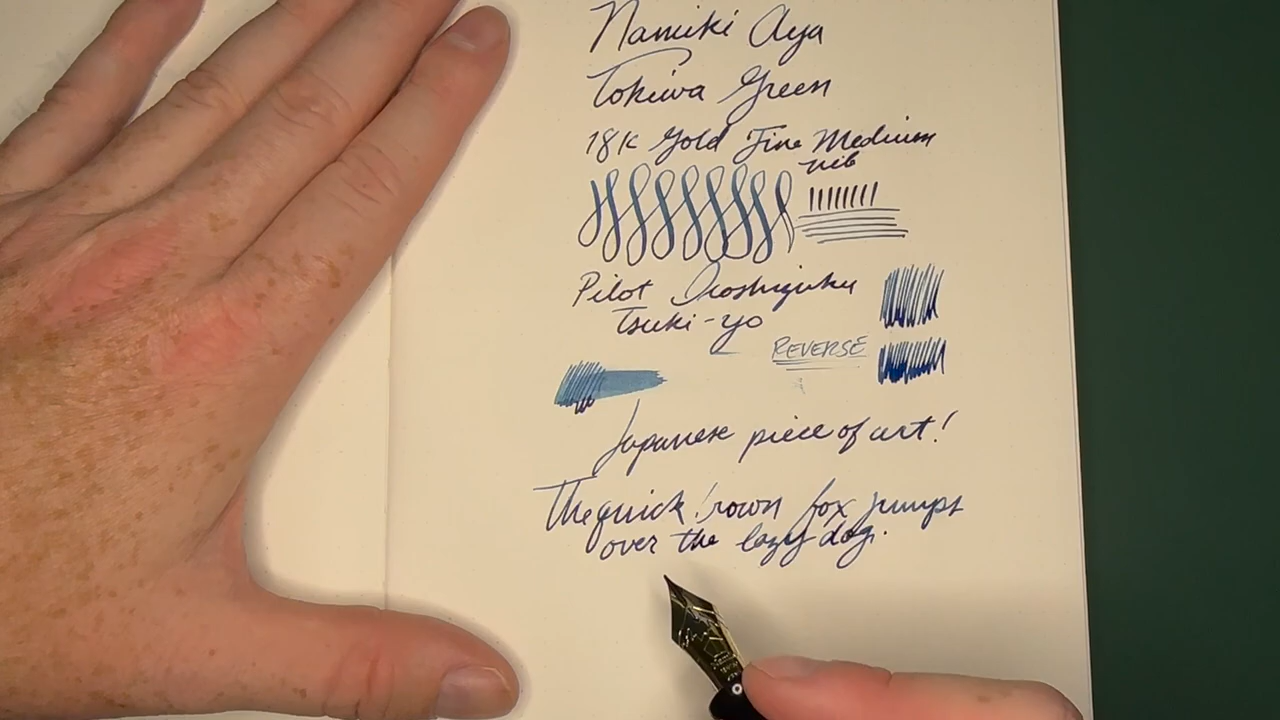 Namiki Aya
Tokiwa Green
18K Gold Fine Medium
nib
Pilot Iroshizuku
Tsuki-yo
REVERSE
Japanese piece of art!
The quick brown fox jumps
over the lazy dog.